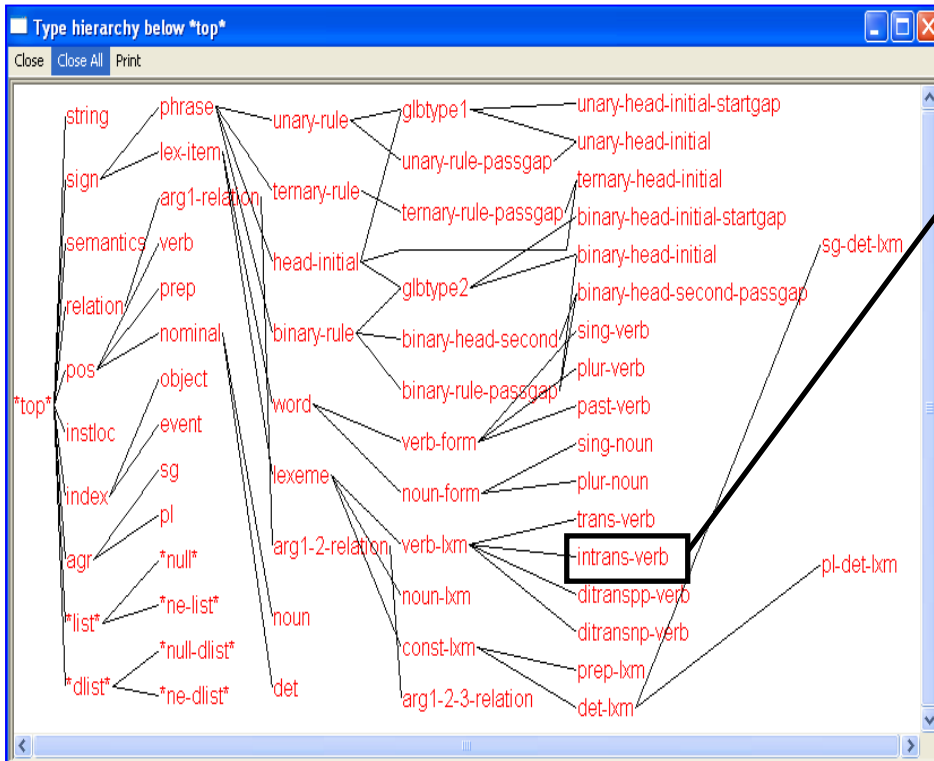 Type hierarchy below *top*
Close Close All Print
*top*
string
sign
semantics
relation
pos
instloc
index
agr
*list*
*dlist*
phrase
lex-item
arg1-relation
verb
prep
nominal
object
event
sg
pl
*null*
*ne-list*
*null-dlist*
*ne-dlist*
unary-rule
ternary-rule
head-initial
binary-rule
word
lexeme
arg1-2-relation
noun
det
glbtype1
unary-rule-passgap
ternary-rule-passgap
glbtype2
binary-head-second
binary-rule-passgap
verb-form
noun-form
verb-lxm
noun-lxm
const-lxm
arg1-2-3-relation
unary-head-initial-startgap
unary-head-initial
ternary-head-initial
binary-head-initial-startgap
binary-head-initial
binary-head-second-passgap
sing-verb
plur-verb
past-verb
sing-noun
plur-noun
trans-verb
intrans-verb
ditranspp-verb
ditransnp-verb
prep-lxm
det-lxm
sg-det-lxm
pl-det-lxm